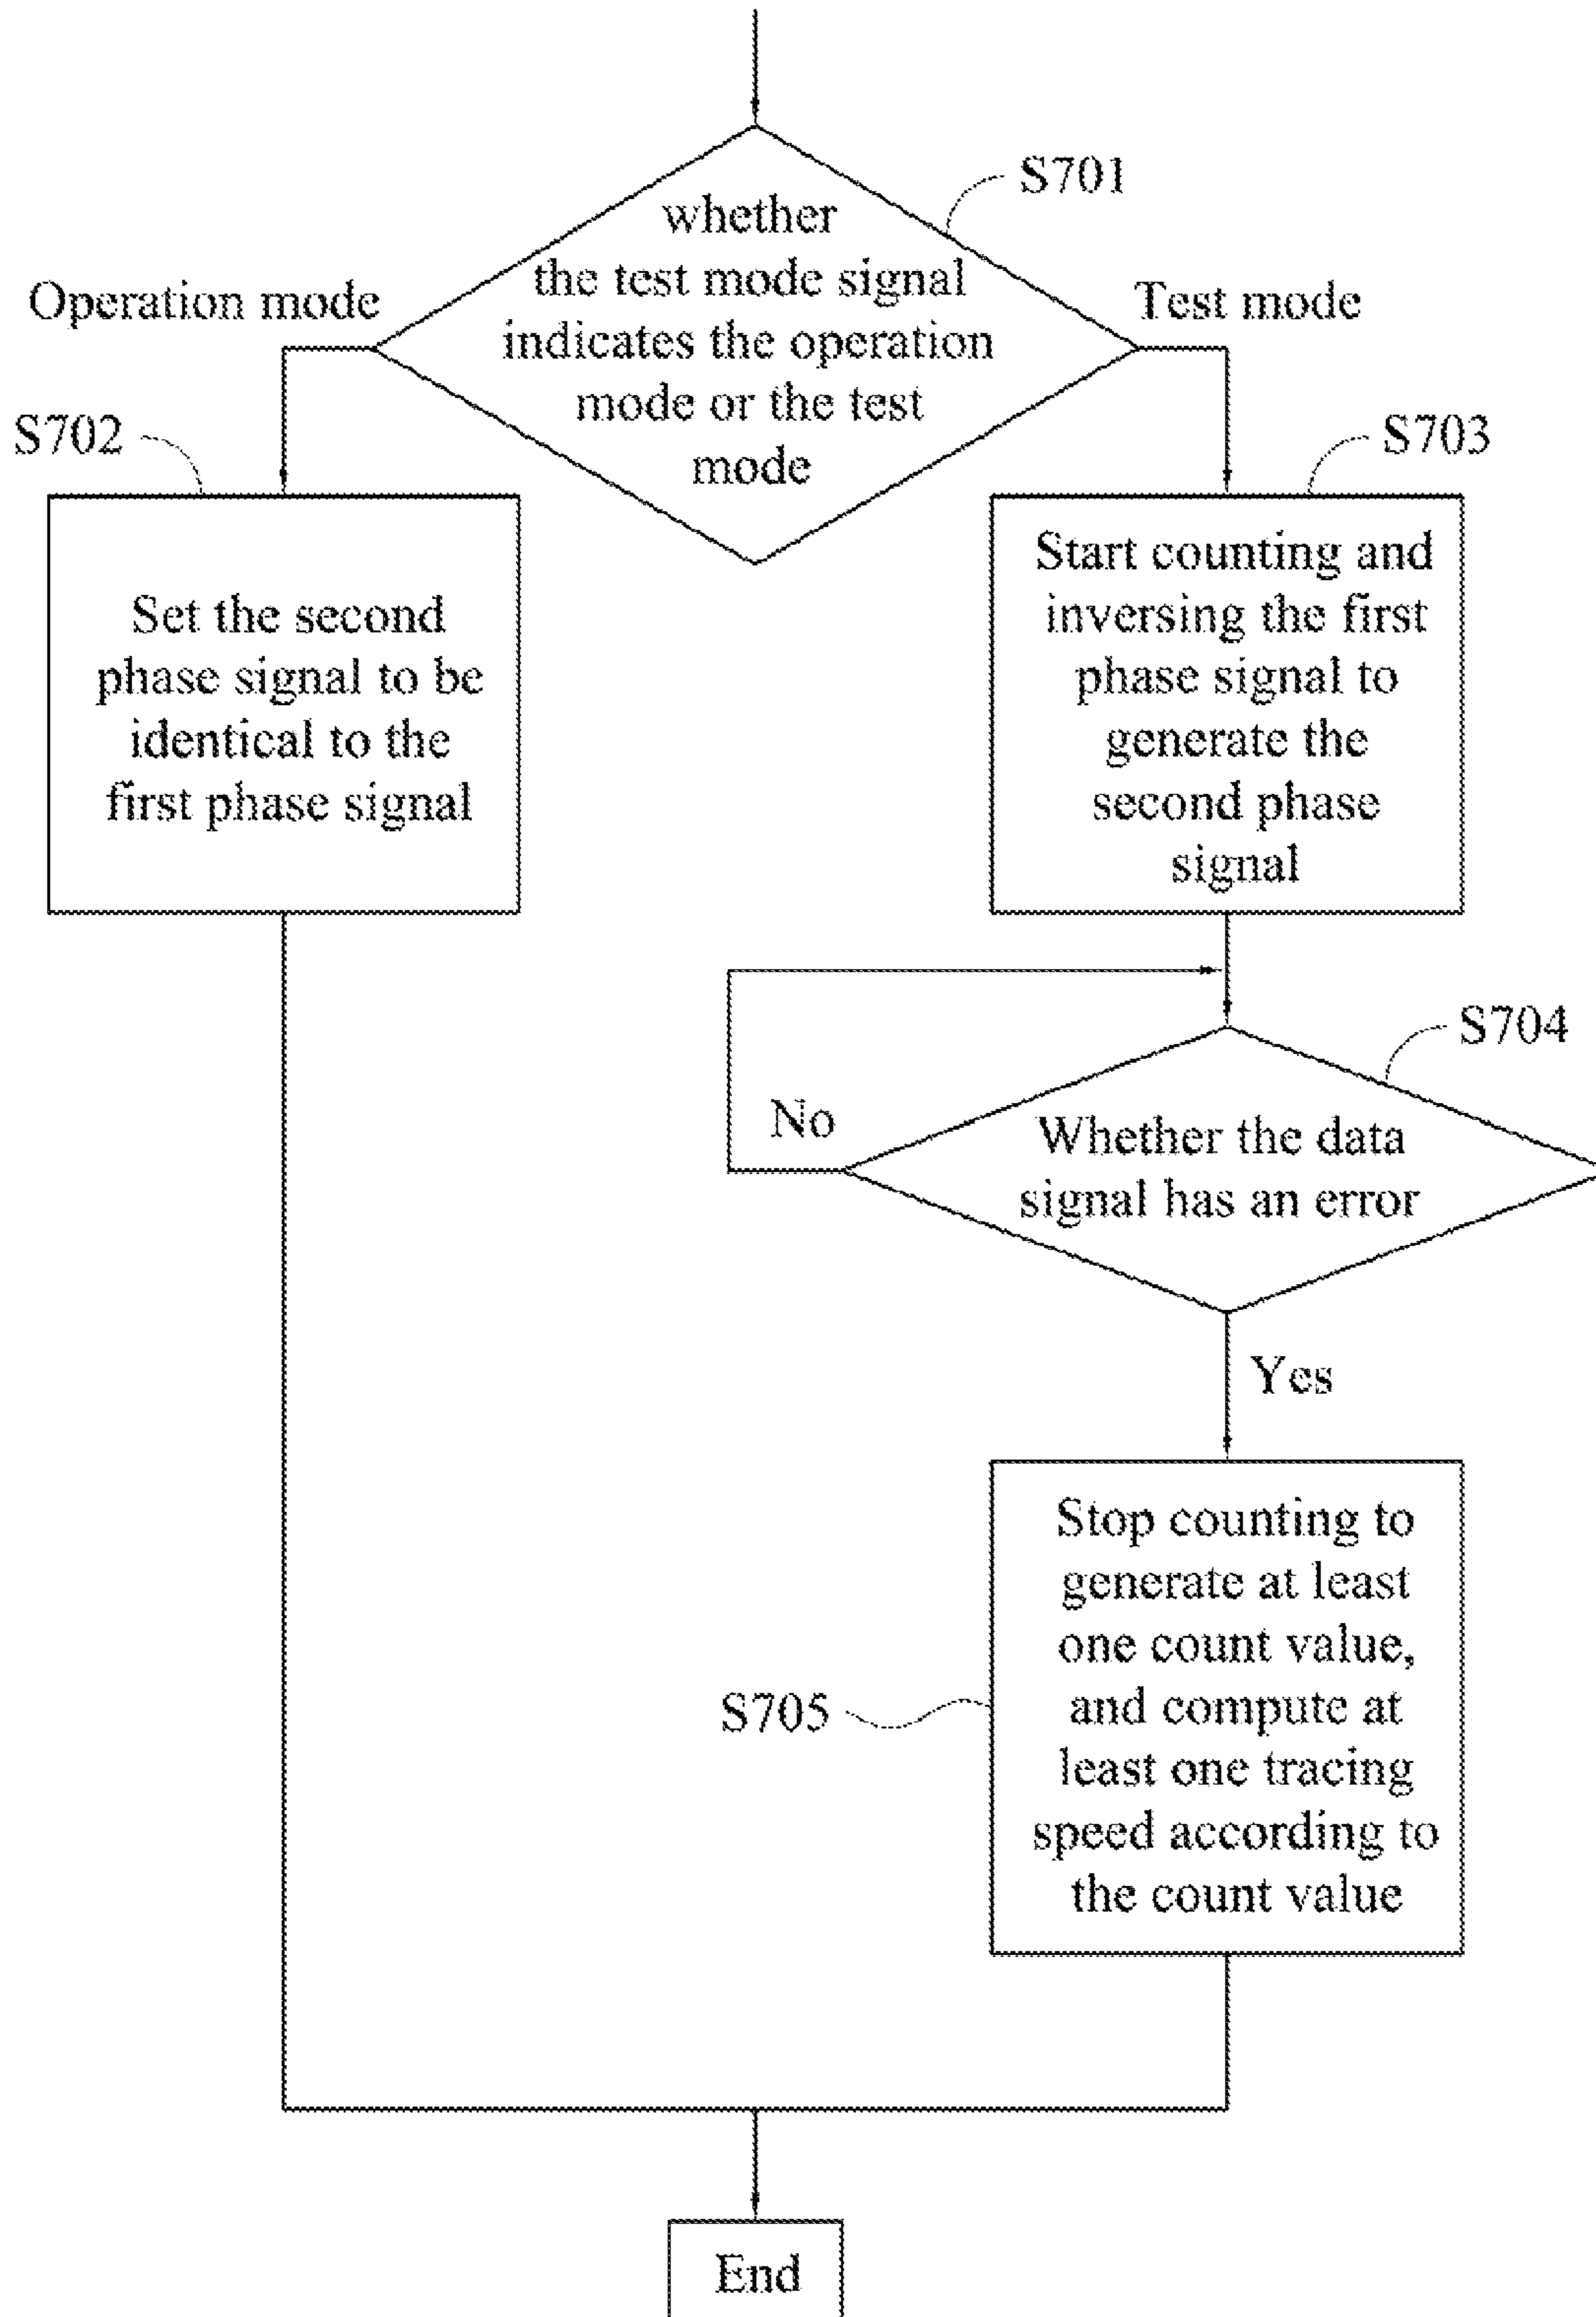 S701
whether
the test mode signal
indicates the operation
mode or the test
mode
Operation mode
Test mode
S702
S703
Set the second
phase signal to be
identical to the
first phase signal
Start counting and
inversing the first
phase signal to
generate the
second phase
signal
S704
No
Whether the data
signal has an error
Yes
Stop counting to
generate at least
one count value,
and compute at
least one tracing
speed according to
the count value
S705
End